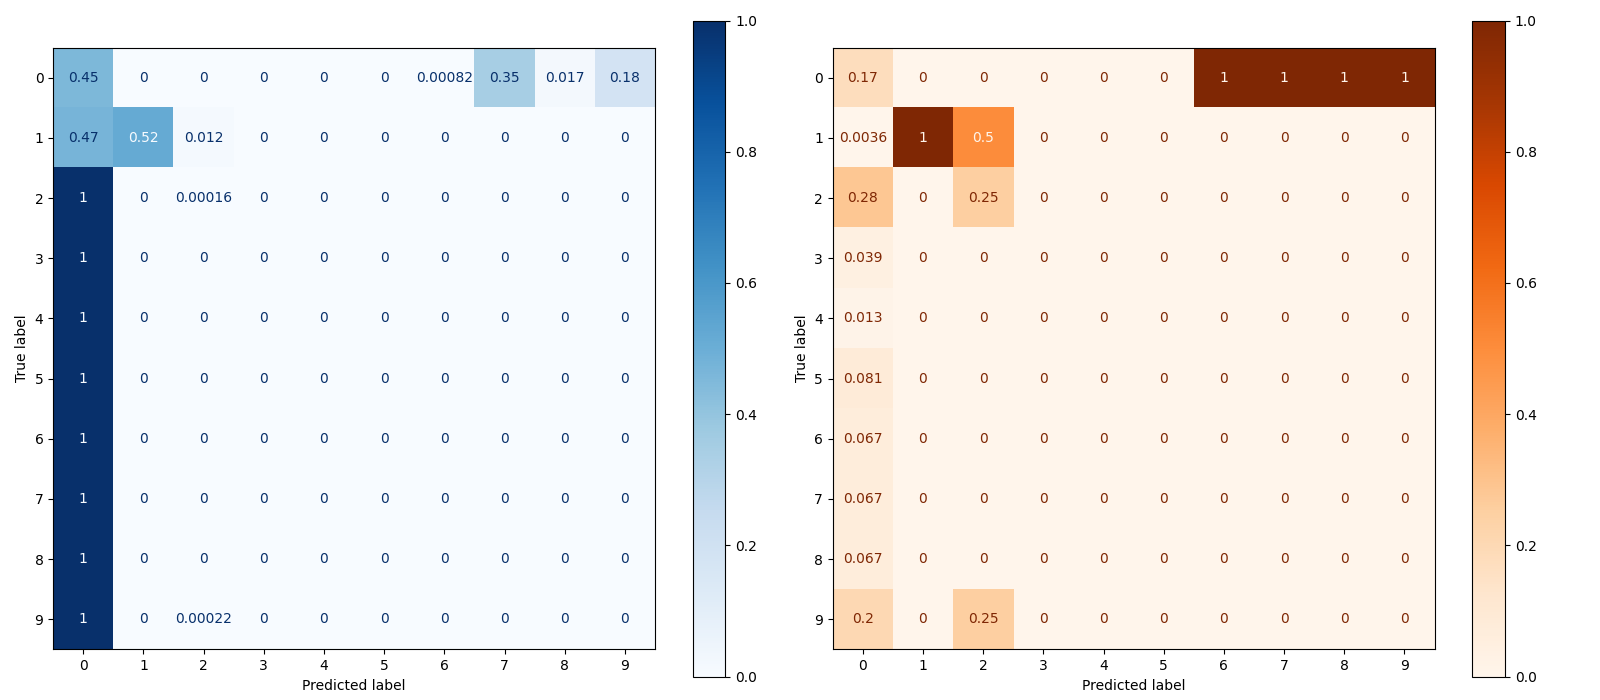 1.0
0 0.45 0 0 0 0 0 0.00082 0.35 0.017 0.18
1 0.47 0.52 0.012 0 0 0 0 0 0 0
0.8
2 1 0 0.00016 0 0 0 0 0 0 0
3 1 0 0 0 0 0 0 0 0 0
0.6
4 1 0 0 0 0 0 0 0 0 0
True label
5 1 0 0 0 0 0 0 0 0 0
0.4
6 1 0 0 0 0 0 0 0 0 0
7 1 0 0 0 0 0 0 0 0 0
0.2
8 1 0 0 0 0 0 0 0 0 0
9 1 0 0.00022 0 0 0 0 0 0 0
0 1 2 3 4 5 6 7 8 9
0.0
Predicted label
1.0
0 0.17 0 0 0 0 0 1 1 1 1
1 0.0036 1 0.5 0 0 0 0 0 0 0
0.8
2 0.28 0 0.25 0 0 0 0 0 0 0
3 0.039 0 0 0 0 0 0 0 0 0
0.6
4 0.013 0 0 0 0 0 0 0 0 0
True label
5 0.081 0 0 0 0 0 0 0 0 0
0.4
6 0.067 0 0 0 0 0 0 0 0 0
7 0.067 0 0 0 0 0 0 0 0 0
0.2
8 0.067 0 0 0 0 0 0 0 0 0
9 0.2 0 0.25 0 0 0 0 0 0 0
0 1 2 3 4 5 6 7 8 9
0.0
Predicted label